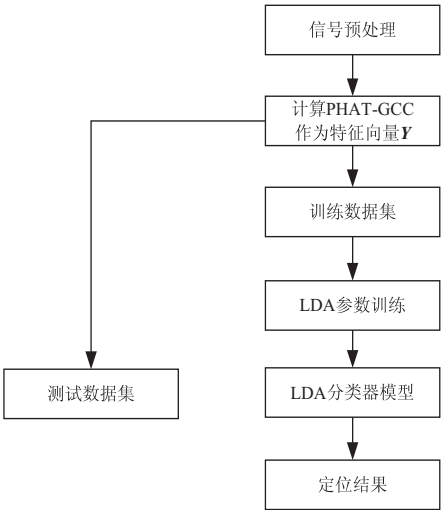 信号预处理
计算PHAT-GCC
作为特征向量Y
训练数据集
LDA参数训练
测试数据集
LDA分类器模型
定位结果